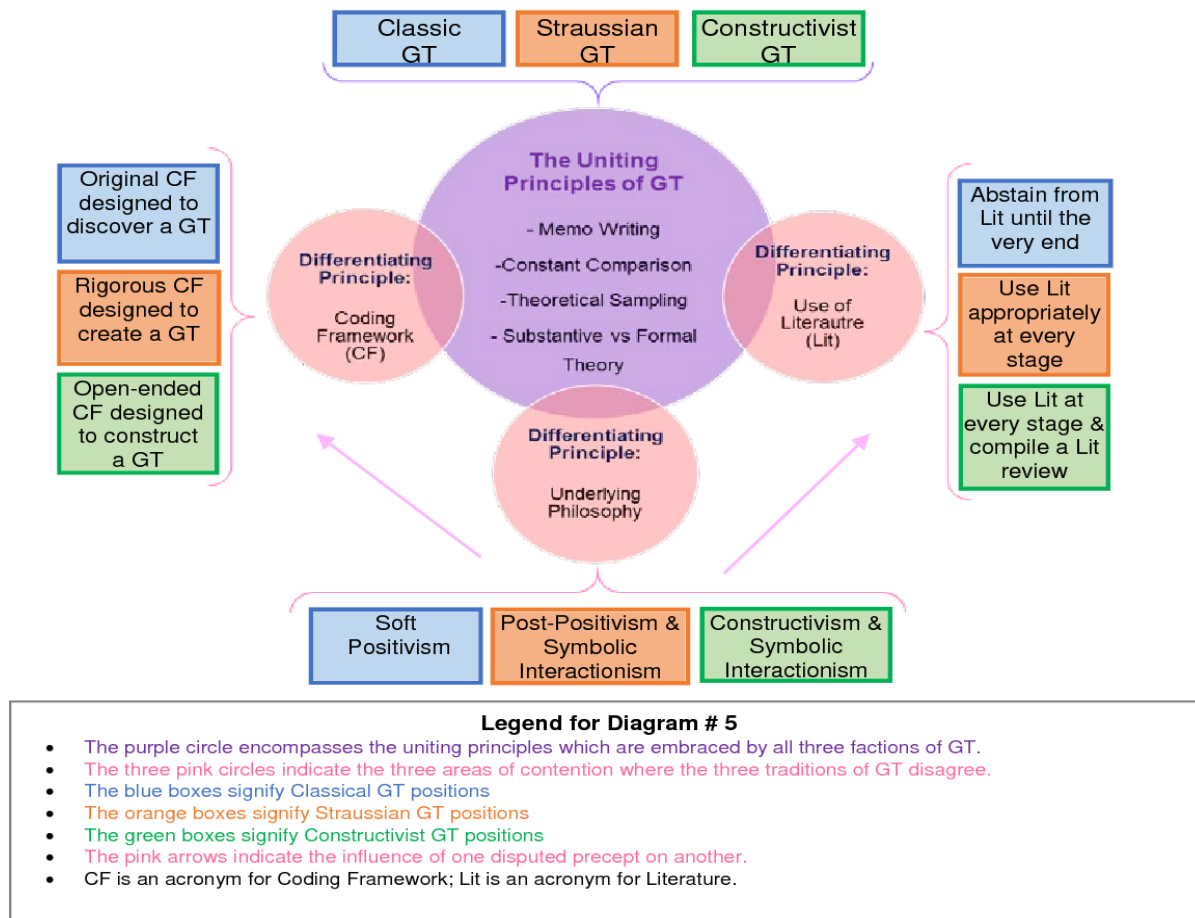 Classic
GT
Straussian
GT
Constructivist
GT
The Uniting
Principles of GT
- Memo Writing
-Constant Comparison
-Theoretical Sampling
- Substantive vs Formal
Theory
Original CF
designed to
discover a GT
Rigorous CF
designed to
create a GT
Open-ended
CF designed
to construct
a GT
Differentiating
Principle:
Coding
Framework
(CF)
Differentiating
Principle:
Use of
Literautre
(Lit)
Abstain from
Lit until the
very end
Use Lit
appropriately
at every
stage
Use Lit at
every stage &
compile a Lit
review
Differentiating
Principle:
Underlying
Philosophy
Soft
Positivism
Post-Positivism &
Symbolic
Interactionism
Constructivism &
Symbolic
Interactionism
Legend for Diagram # 5
• The purple circle encompasses the uniting principles which are embraced by all three factions of GT.
• The three pink circles indicate the three areas of contention where the three traditions of GT disagree.
• The blue boxes signify Classical GT positions
• The orange boxes signify Straussian GT positions
• The green boxes signify Constructivist GT positions
• The pink arrows indicate the influence of one disputed precept on another.
• CF is an acronym for Coding Framework; Lit is an acronym for Literature.